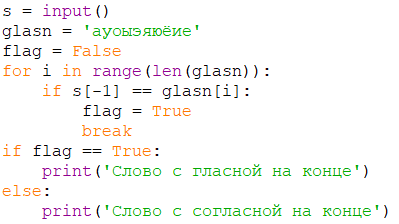 s = input()
glasn = 'ауоыэяюёие'
flag = False
for i in range(len(glasn)):
    if s[-1] == glasn[i]:
        flag = True
        break
if flag == True:
    print('Слово с гласной на конце')
else:
    print('Слово с согласной на конце')